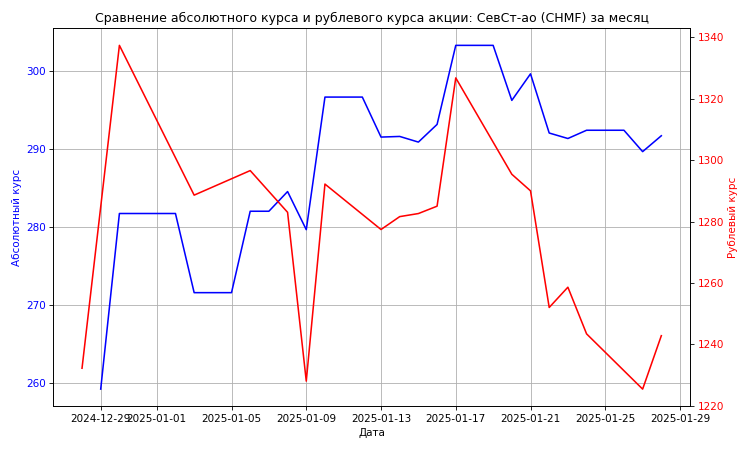 Сравнение абсолютного курса и рублевого курса акции: СевСт-ао (CHMF) за месяц
Абсолютный курс
300
290
280
270
260
1340
1320
1300
1280
1260
1240
1220
Рублевый курс
2024-12-29 2025-01-01 2025-01-05 2025-01-09 2025-01-13 2025-01-17 2025-01-21 2025-01-25 2025-01-29
Дата